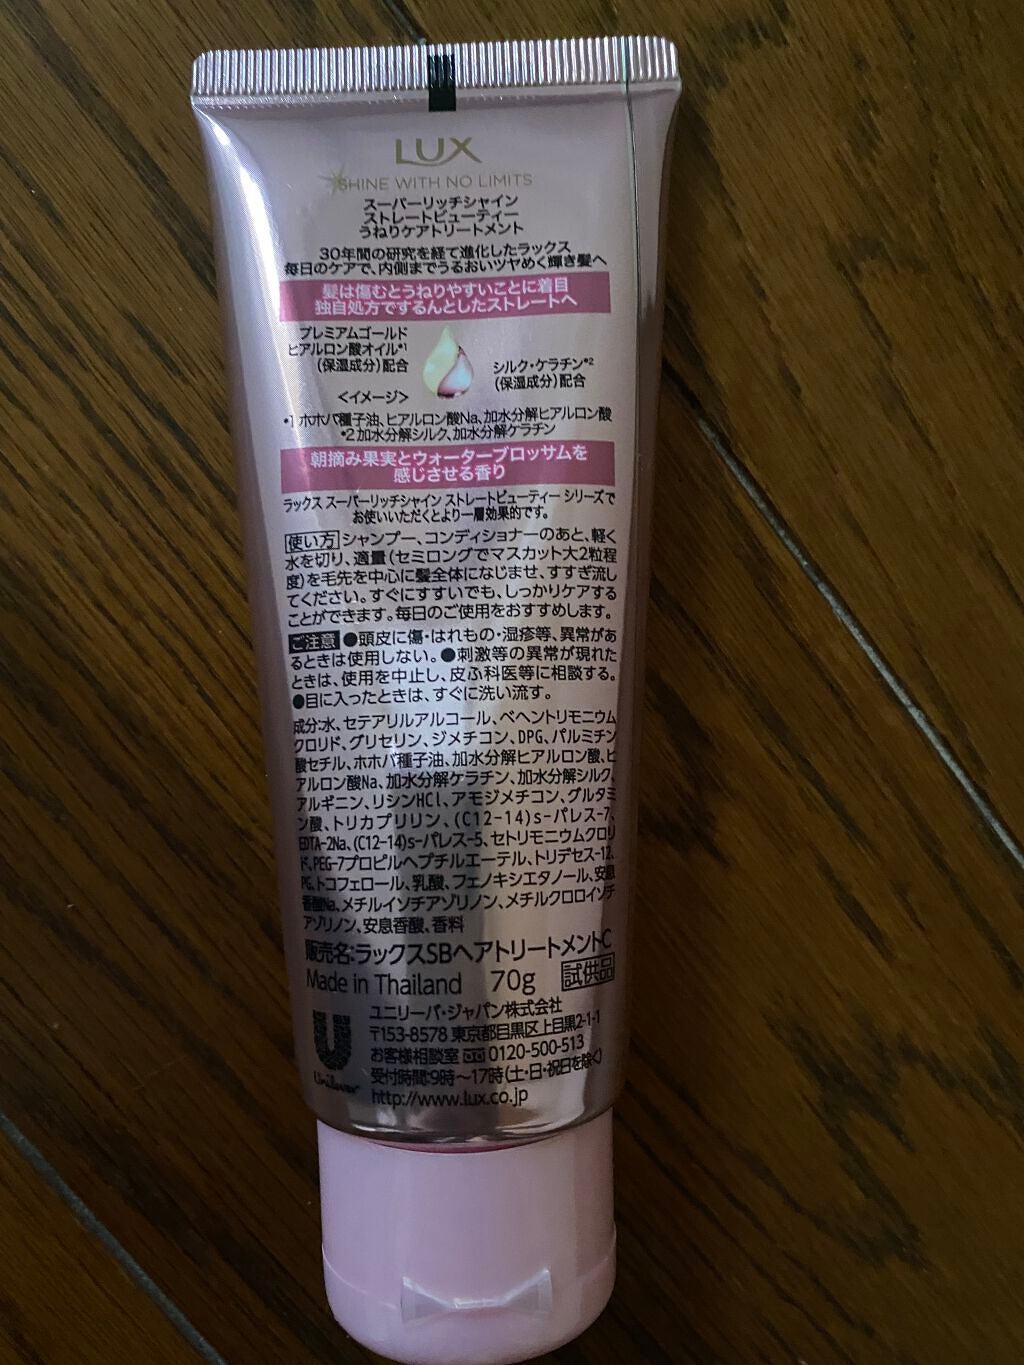 LUX
SHINE WITH NO LIMITS
スーパーリッチシャイン
ストレートビューティー
うねりケアトリートメント
30年間の研究を経て進化したラックス
毎日のケアで、内側までうるおいツヤめく輝き髪へ
髪は傷むとうねりやすいことに着目
独自処方でするんとしたストレートへ
プレミアムゴールド
ヒアルロン酸オイル*1
(保湿成分)配合
シルク・ケラチン*2
(保湿成分)配合
<イメージ>
*1 ホホバ種子油、ヒアルロン酸Na、加水分解ヒアルロン酸
*2 加水分解シルク、加水分解ケラチン
朝摘み果実とウォーターブロッサムを
感じさせる香り
ラックス スーパーリッチシャイン ストレートビューティー シリーズで
お使いいただくとより一層効果的です。
使い方 シャンプー、コンディショナーのあと、軽く
水を切り、適量(セミロングでマスカット大2粒程
度)を毛先を中心に髪全体になじませ、すすぎ流し
てください。すぐにすすいでも、しっかりケアする
ことができます。毎日のご使用をおすすめします。
ご注意 ●頭皮に傷・はれもの・湿疹等、異常があ
るときは使用しない。●刺激等の異常が現れた
ときは、使用を中止し、皮ふ科医等に相談する。
●目に入ったときは、すぐに洗い流す。
成分:水、セテアリルアルコール、ベヘントリモニウム
クロリド、グリセリン、ジメチコン、DPG、パルミチン
酸セチル、ホホバ種子油、加水分解ヒアルロン酸、ヒ
アルロン酸Na、加水分解ケラチン、加水分解シルク、
アルギニン、リシンHCl、アモジメチコン、グルタミ
ン酸、トリカプリリン、(C12-14)s-パレス-7、
EDTA-2Na、(C12-14)s-パレス-5、セトリモニウムクロリ
ド、PEG-7プロピルヘプチルエーテル、トリデセス-12、
PG、トコフェロール、乳酸、フェノキシエタノール、安息
香酸Na、メチルイソチアゾリノン、メチルクロロイソチ
アゾリノン、安息香酸、香料
販売名:ラックスSBヘアトリートメントC
Made in Thailand 70g 試供品
ユニリーバ・ジャパン株式会社
〒153-8578 東京都目黒区上目黒2-1-1
お客様相談室 0120-500-513
受付時間:9時～17時(土・日・祝日を除く)
Unilever
http://www.lux.co.jp